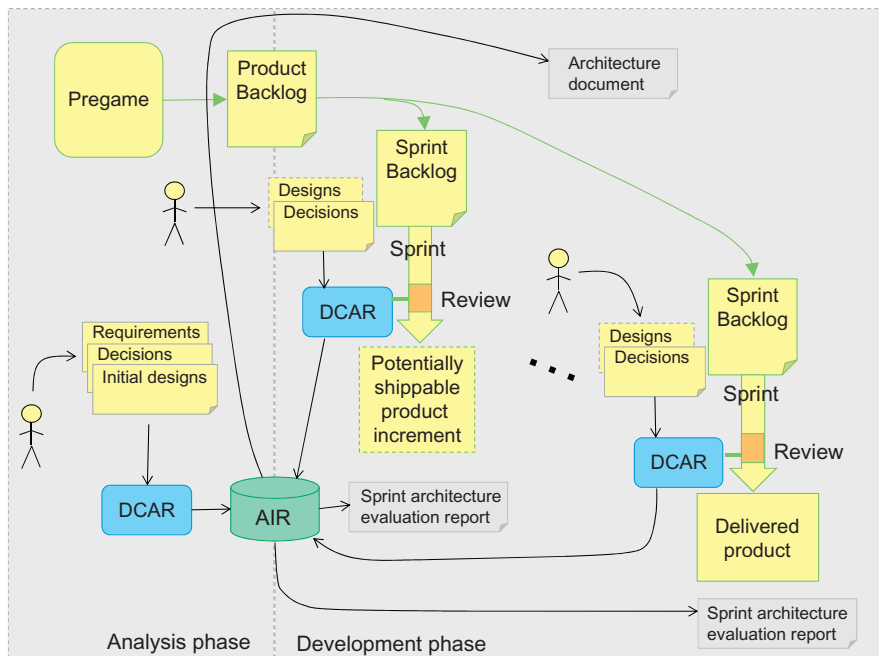 Pregame
Product
Backlog
Architecture
document
Sprint
Backlog
Designs
Decisions
Sprint
Review
DCAR
Potentially
shippable
product
increment
Requirements
Decisions
Initial designs
DCAR
AIR
Sprint architecture
evaluation report
Designs
Decisions
Sprint
Backlog
Sprint
Review
DCAR
Delivered
product
Sprint architecture
evaluation report
Analysis phase
Development phase